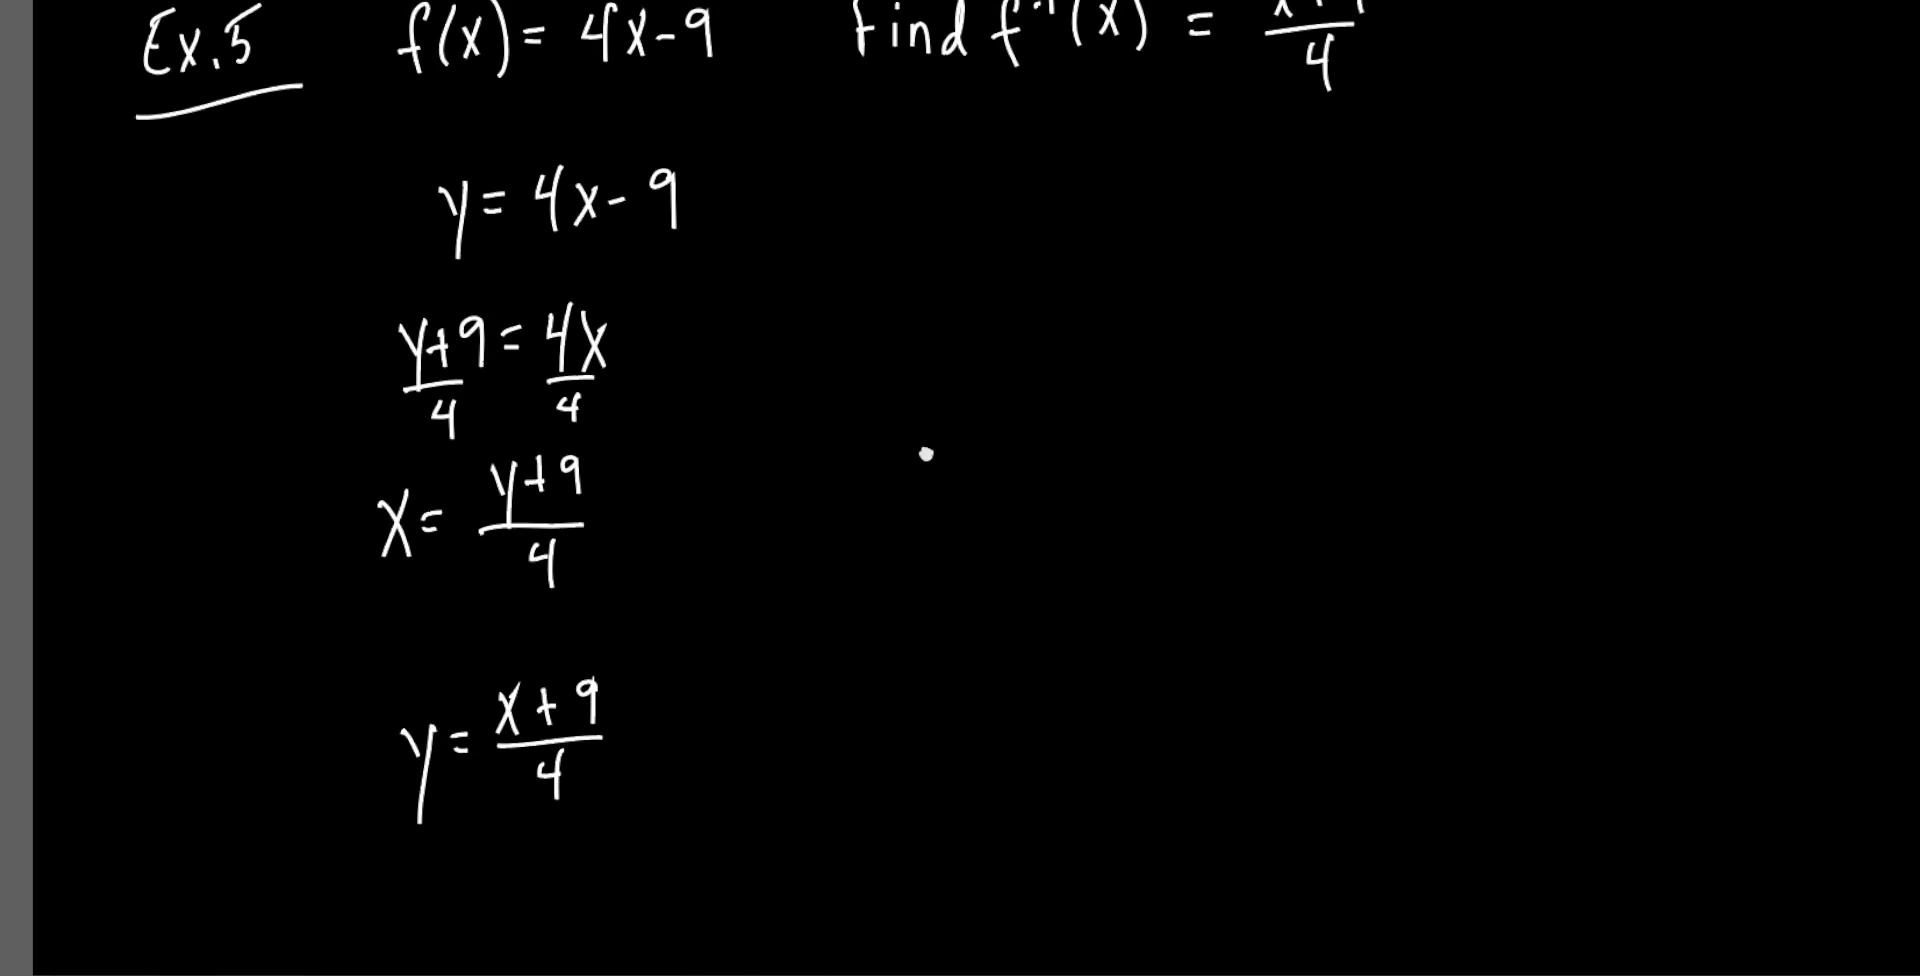 Ex.5 f(x) = 4x-9 Find f⁻¹(x) = x+9/4
y = 4x - 9
y+9/4 = 4x/4
x = y+9/4
y = x+9/4